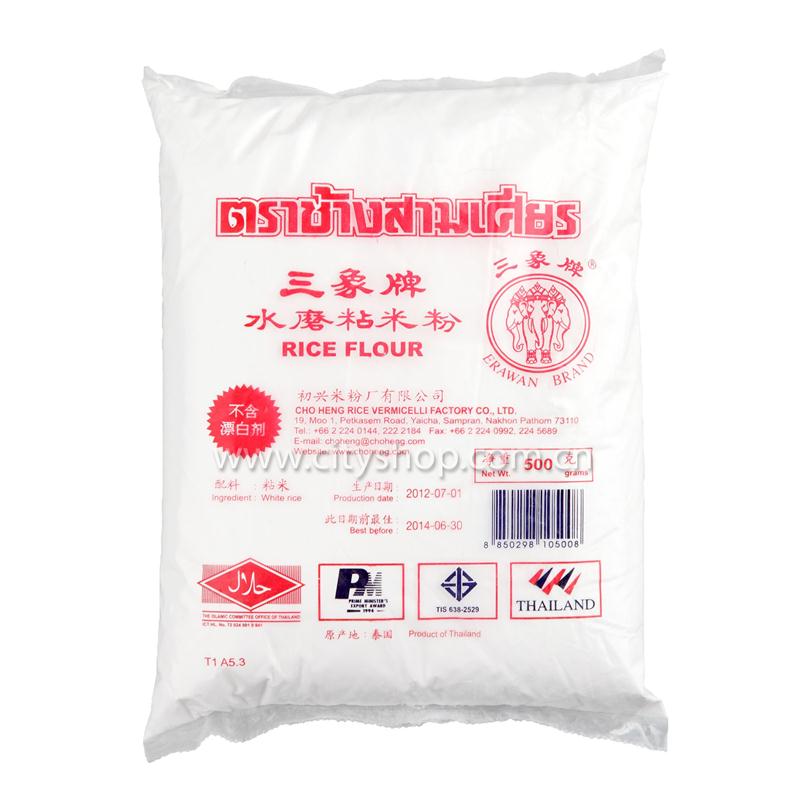 ตราช้างสามเศียร
三象牌
水磨粘米粉
RICE FLOUR
三象牌®
ERAWAN BRAND
不含
漂白剂
初兴米粉厂有限公司
CHO HENG RICE VERMICELLI FACTORY CO., LTD.
19, Moo 1, Petkasem Road, Yaicha, Sampran, Nakhon Pathom 73110
Tel.: +66 2 224 0144, 222 2184 Fax: +66 2 224 0992, 224 5689
E-mail: choheng@choheng.com
Website: www.choheng.com
www.cityshop.com.cn
净重 500 克
Net Wt. grams
配料 : 粘米
Ingredient : White rice
生产日期 :
Production date : 2012-07-01
此日期前最佳 :
Best before : 2014-06-30
8 850298 105008
حلال
THE ISLAMIC COMMITTEE OFFICE OF THAILAND
PM
PRIME MINISTER'S
EXPORT AWARD
1994
TIS 638-2529
THAILAND
原产地 : 泰国 Product of Thailand
T1 A5.3